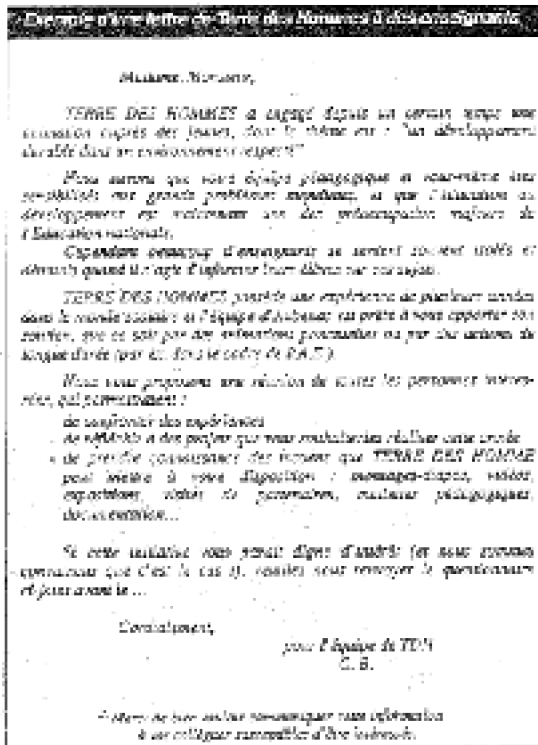 Exemple d'une lettre de Terre des Hommes à des enseignants
Madame, Monsieur,
TERRE DES HOMMES a engagé depuis un certain temps une
animation auprès des jeunes, dont le thème est : "un développement
durable dans un environnement respecté"
Nous savons que votre équipe pédagogique et vous-même êtes
sensibilisés aux grands problèmes mondiaux, et que l'éducation au
développement est maintenant une des préoccupations majeures de
l'Éducation nationale.
Cependant beaucoup d'enseignants se sentent souvent isolés et
démunis quand il s'agit d'informer leurs élèves sur ces sujets.
TERRE DES HOMMES possède une expérience de plusieurs années
dans le monde scolaire et l'équipe d'Aubenas est prête à vous apporter son
soutien, que ce soit par des animations ponctuelles ou par des actions de
longue durée (par ex. dans le cadre de P.A.E.).
Nous vous proposons une réunion de toutes les personnes intéres-
sées, qui permettraient :
- de confronter des expériences
- de réfléchir à des projets que vous souhaiteriez réaliser cette année
- de prendre connaissance des moyens que TERRE DES HOMMES
peut mettre à votre disposition : montages-diapos, vidéos,
expositions, visites de partenaires, malettes pédagogiques,
documentation...
Si cette initiative vous paraît digne d'intérêt (et nous sommes
convaincus que c'est le cas !), veuillez nous renvoyer le questionnaire
ci-joint avant le ...
Cordialement,
pour l'équipe de TDH
C. B.
Merci de bien vouloir communiquer cette information
à vos collègues susceptibles d'être intéressés.